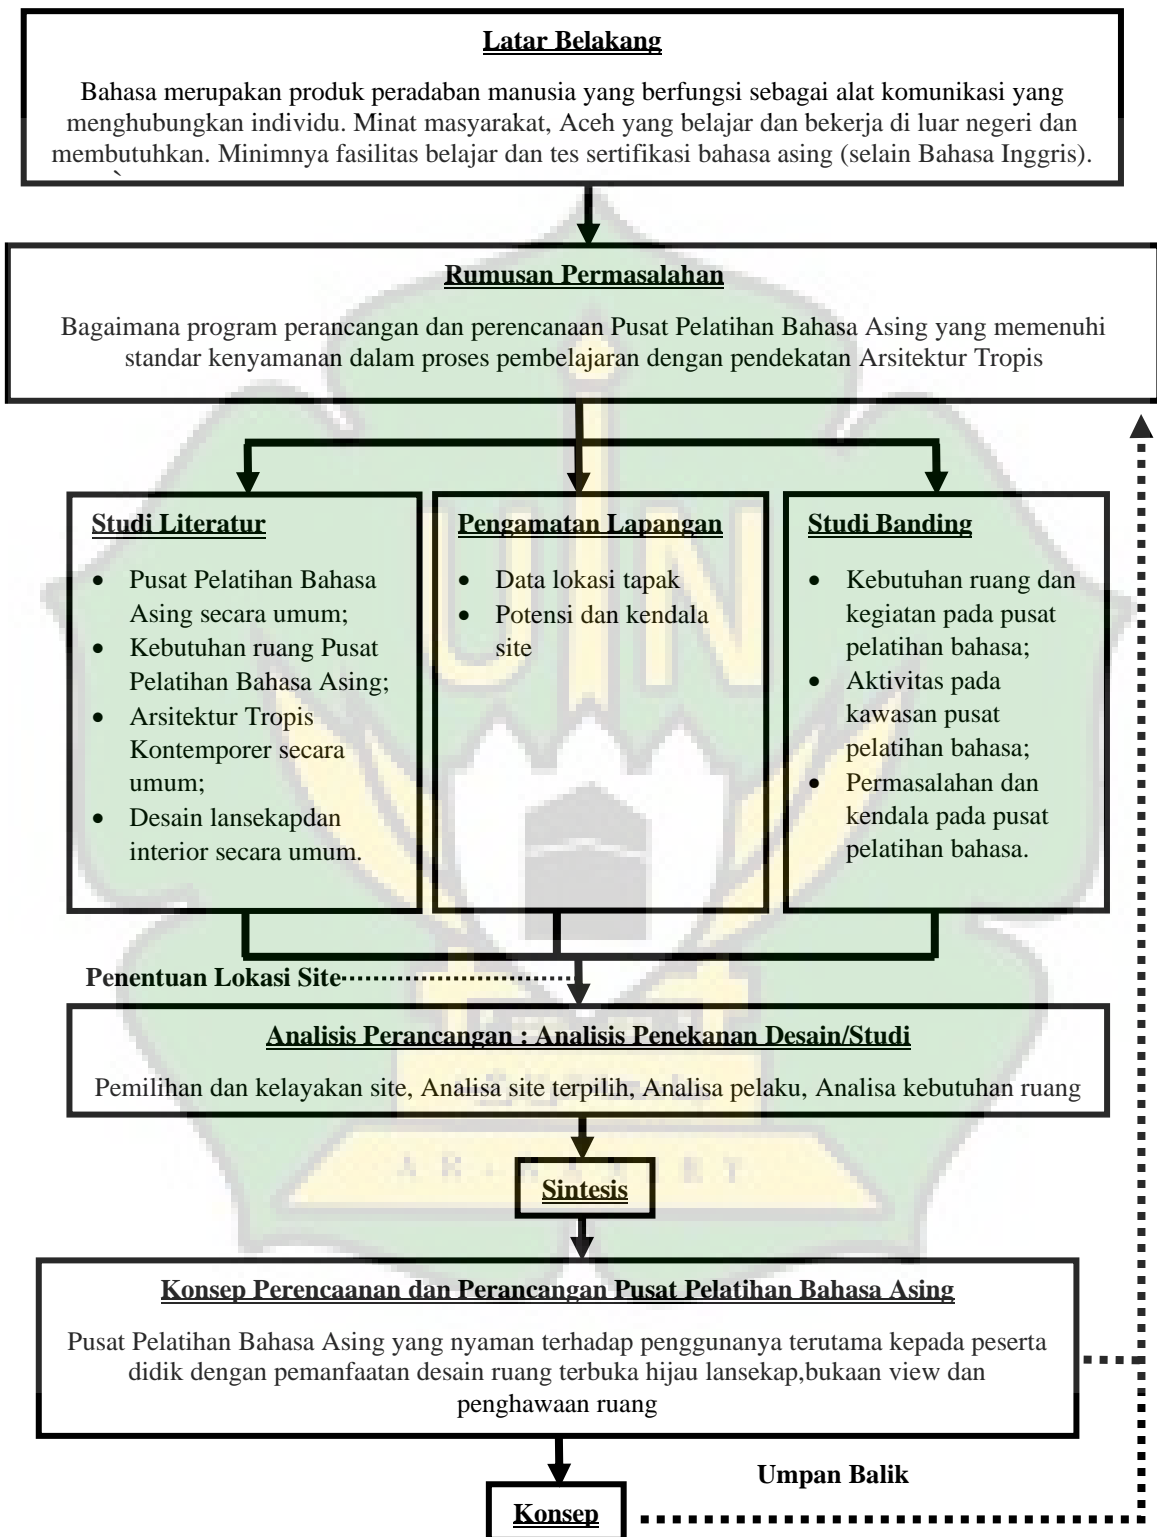 Latar Belakang
Bahasa merupakan produk peradaban manusia yang berfungsi sebagai alat komunikasi yang
menghubungkan individu. Minat masyarakat, Aceh yang belajar dan bekerja di luar negeri dan
membutuhkan. Minimnya fasilitas belajar dan tes sertifikasi bahasa asing (selain Bahasa Inggris).
`
Rumusan Permasalahan
Bagaimana program perancangan dan perencanaan Pusat Pelatihan Bahasa Asing yang memenuhi
standar kenyamanan dalam proses pembelajaran dengan pendekatan Arsitektur Tropis
Studi Literatur
• Pusat Pelatihan Bahasa
Asing secara umum;
• Kebutuhan ruang Pusat
Pelatihan Bahasa Asing;
• Arsitektur Tropis
Kontemporer secara
umum;
• Desain lansekapdan
interior secara umum.
Pengamatan Lapangan
• Data lokasi tapak
• Potensi dan kendala
site
Studi Banding
• Kebutuhan ruang dan
kegiatan pada pusat
pelatihan bahasa;
• Aktivitas pada
kawasan pusat
pelatihan bahasa;
• Permasalahan dan
kendala pada pusat
pelatihan bahasa.
UIN
Penentuan Lokasi Site
Analisis Perancangan : Analisis Penekanan Desain/Studi
Pemilihan dan kelayakan site, Analisa site terpilih, Analisa pelaku, Analisa kebutuhan ruang
Sintesis
Konsep Perencaanan dan Perancangan Pusat Pelatihan Bahasa Asing
Pusat Pelatihan Bahasa Asing yang nyaman terhadap penggunanya terutama kepada peserta
didik dengan pemanfaatan desain ruang terbuka hijau lansekap,bukaan view dan
penghawaan ruang
Umpan Balik
Konsep